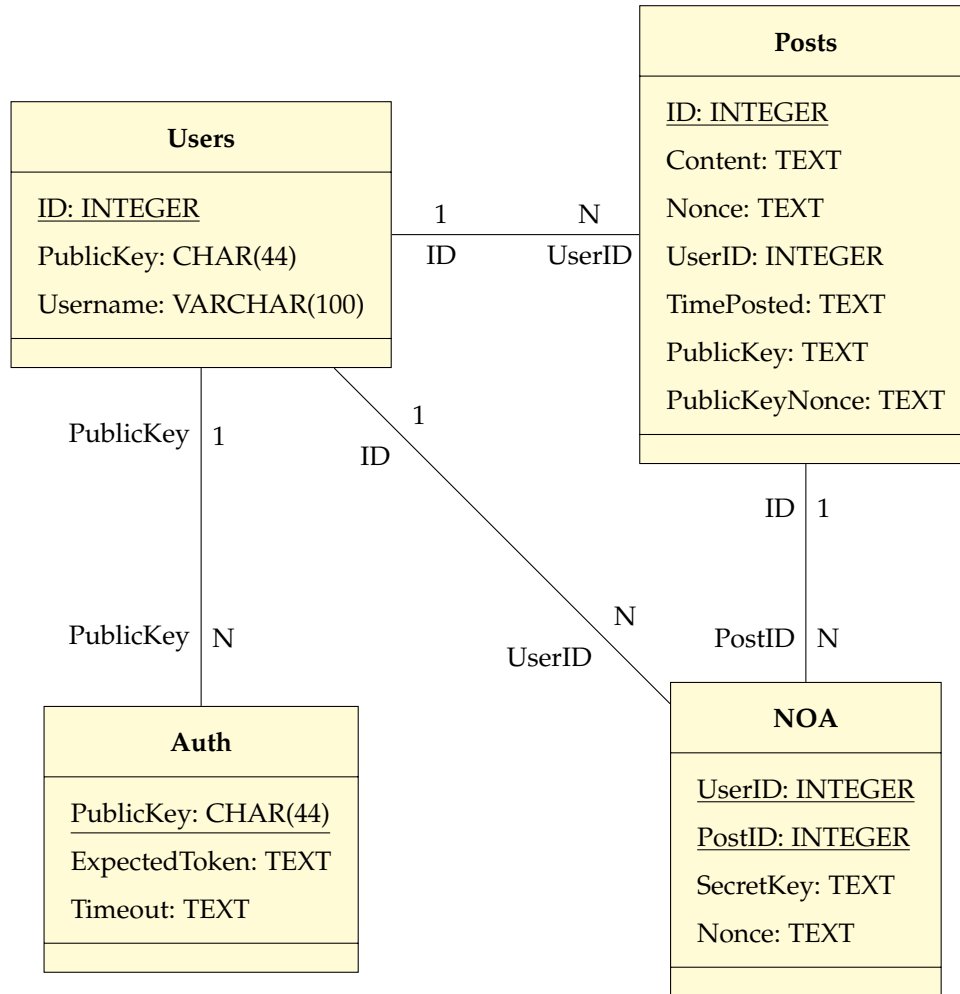 Posts
ID: INTEGER
Content: TEXT
Nonce: TEXT
UserID: INTEGER
TimePosted: TEXT
PublicKey: TEXT
PublicKeyNonce: TEXT
Users
ID: INTEGER
PublicKey: CHAR(44)
Username: VARCHAR(100)
1
N
ID
UserID
PublicKey
1
1
ID
ID
1
PublicKey
N
N
UserID
PostID
N
Auth
PublicKey: CHAR(44)
ExpectedToken: TEXT
Timeout: TEXT
NOA
UserID: INTEGER
PostID: INTEGER
SecretKey: TEXT
Nonce: TEXT